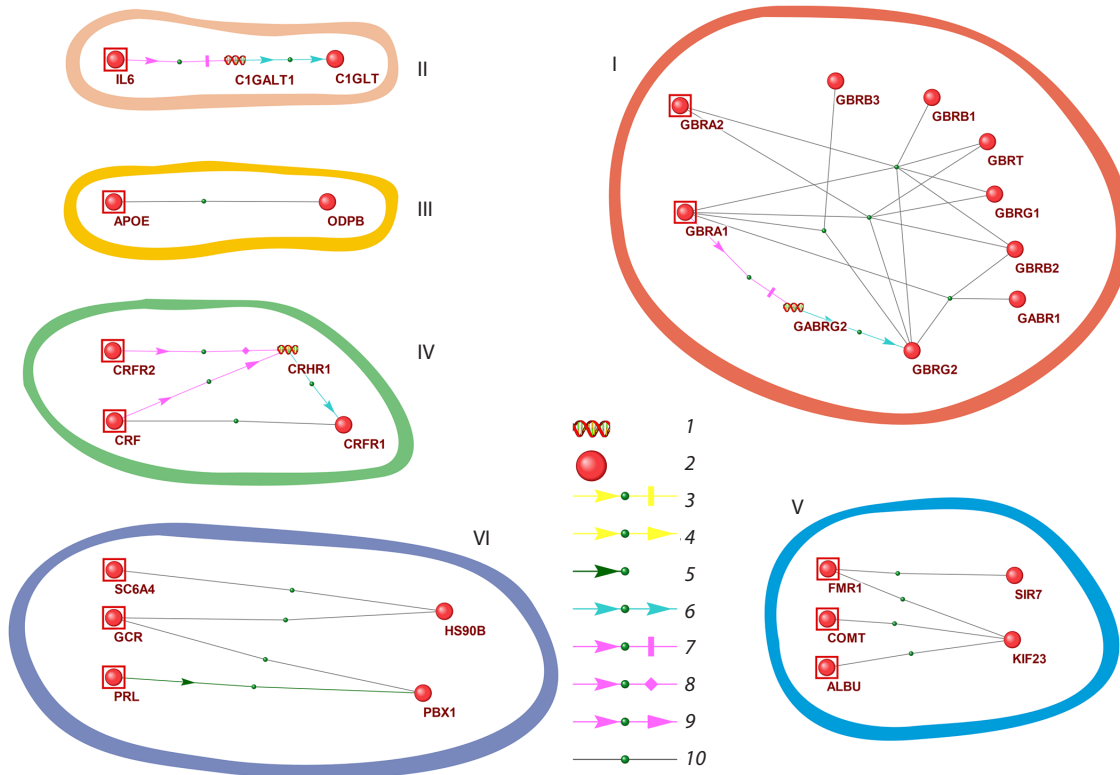 II
IL6
C1GALT1
C1GLT
III
APOE
ODPB
IV
CRFR2
CRHR1
CRF
CRFR1
VI
SC6A4
GCR
HS90B
PRL
PBX1
I
GBRB3
GBRB1
GBRA2
GBRT
GBRG1
GBRA1
GBRB2
GABR1
GABRG2
GBRG2
1
2
3
4
5
6
7
8
9
10
V
FMR1
SIR7
COMT
KIF23
ALBU